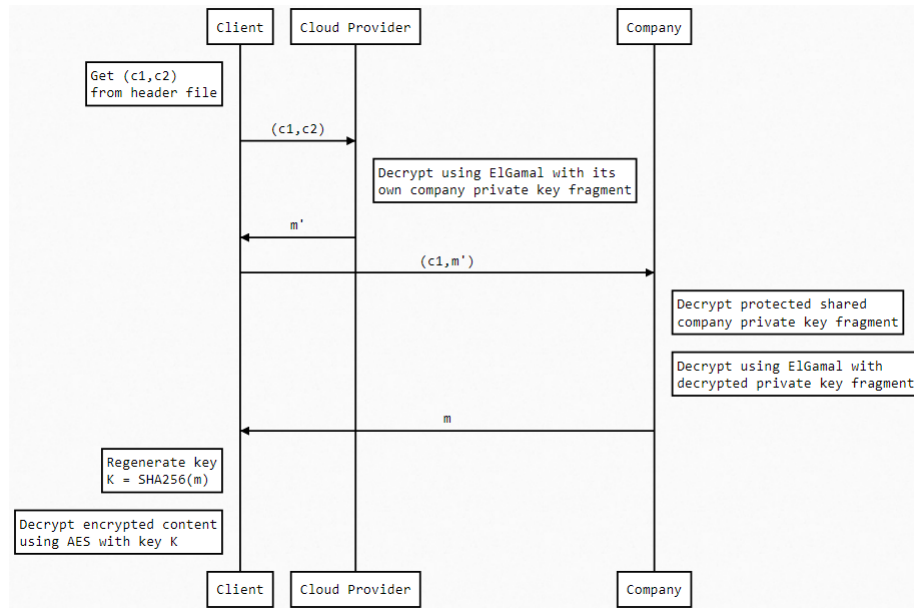 Client
Cloud Provider
Company
Get (c1,c2)
from header file
(c1,c2)
Decrypt using ElGamal with its
own company private key fragment
m'
(c1,m')
Decrypt protected shared
company private key fragment
Decrypt using ElGamal with
decrypted private key fragment
m
Regenerate key
K = SHA256(m)
Decrypt encrypted content
using AES with key K
Client
Cloud Provider
Company